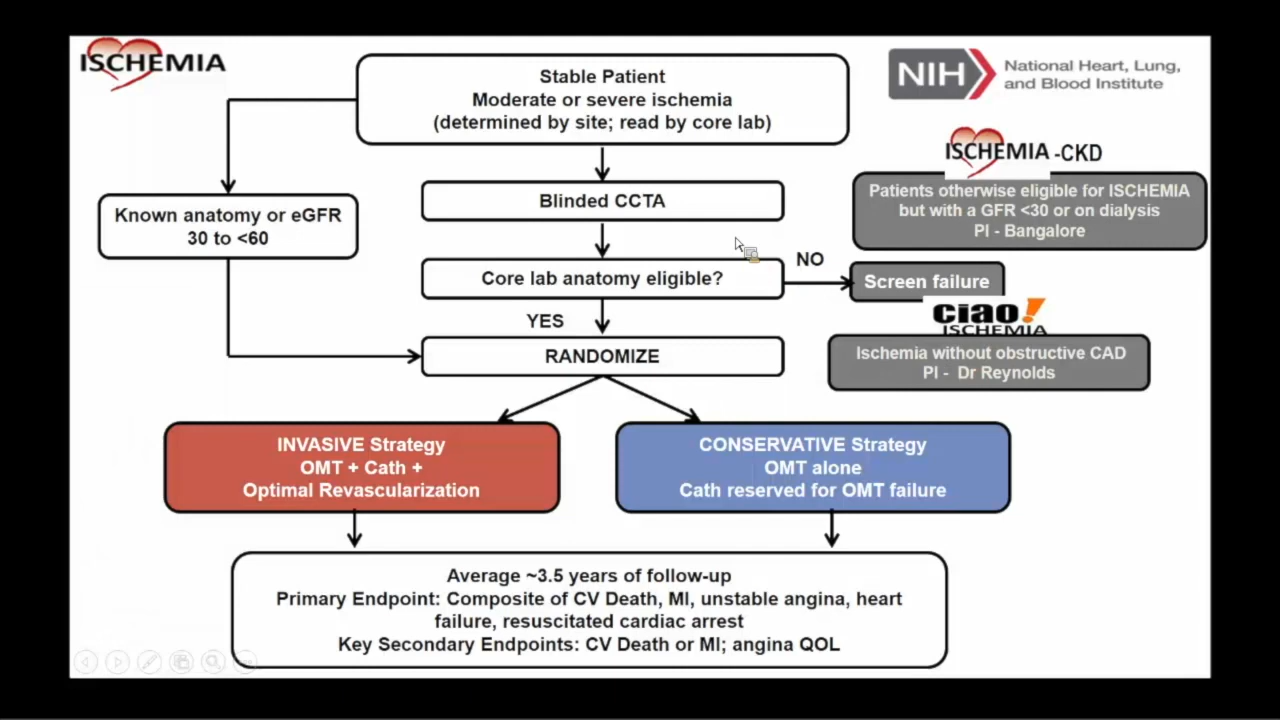 ISCHEMIA
Stable Patient
Moderate or severe ischemia
(determined by site; read by core lab)
NIH
National Heart, Lung,
and Blood Institute
ISCHEMIA -CKD
Patients otherwise eligible for ISCHEMIA
but with a GFR <30 or on dialysis
PI - Bangalore
Known anatomy or eGFR
30 to <60
Blinded CCTA
Core lab anatomy eligible?
NO
Screen failure
ciao!
ISCHEMIA
YES
RANDOMIZE
Ischemia without obstructive CAD
PI - Dr Reynolds
INVASIVE Strategy
OMT + Cath +
Optimal Revascularization
CONSERVATIVE Strategy
OMT alone
Cath reserved for OMT failure
Average ~3.5 years of follow-up
Primary Endpoint: Composite of CV Death, MI, unstable angina, heart
failure, resuscitated cardiac arrest
Key Secondary Endpoints: CV Death or MI; angina QOL